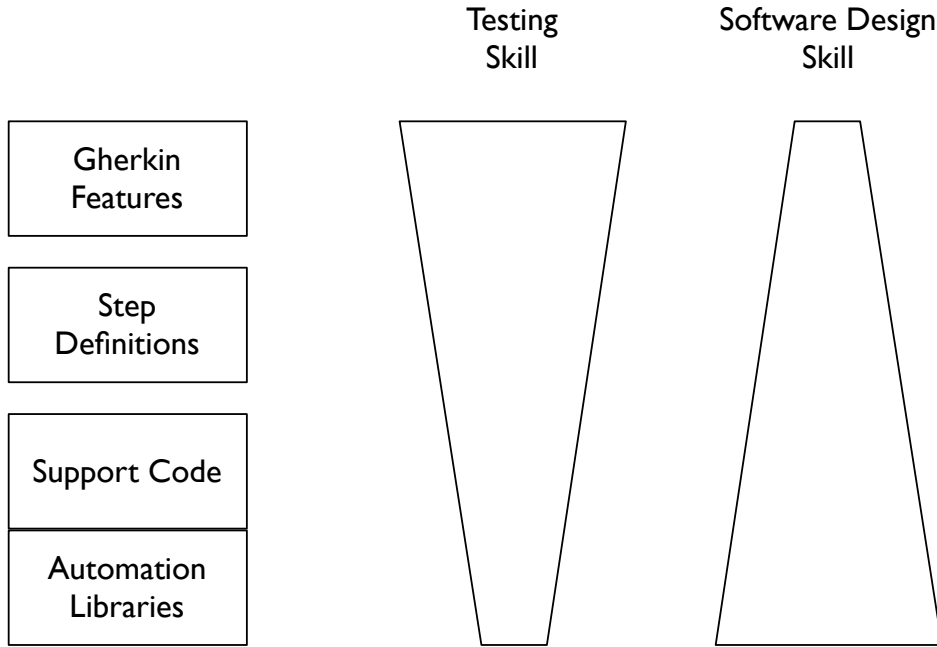 Testing
Skill
Software Design
Skill
Gherkin
Features
Step
Definitions
Support Code
Automation
Libraries